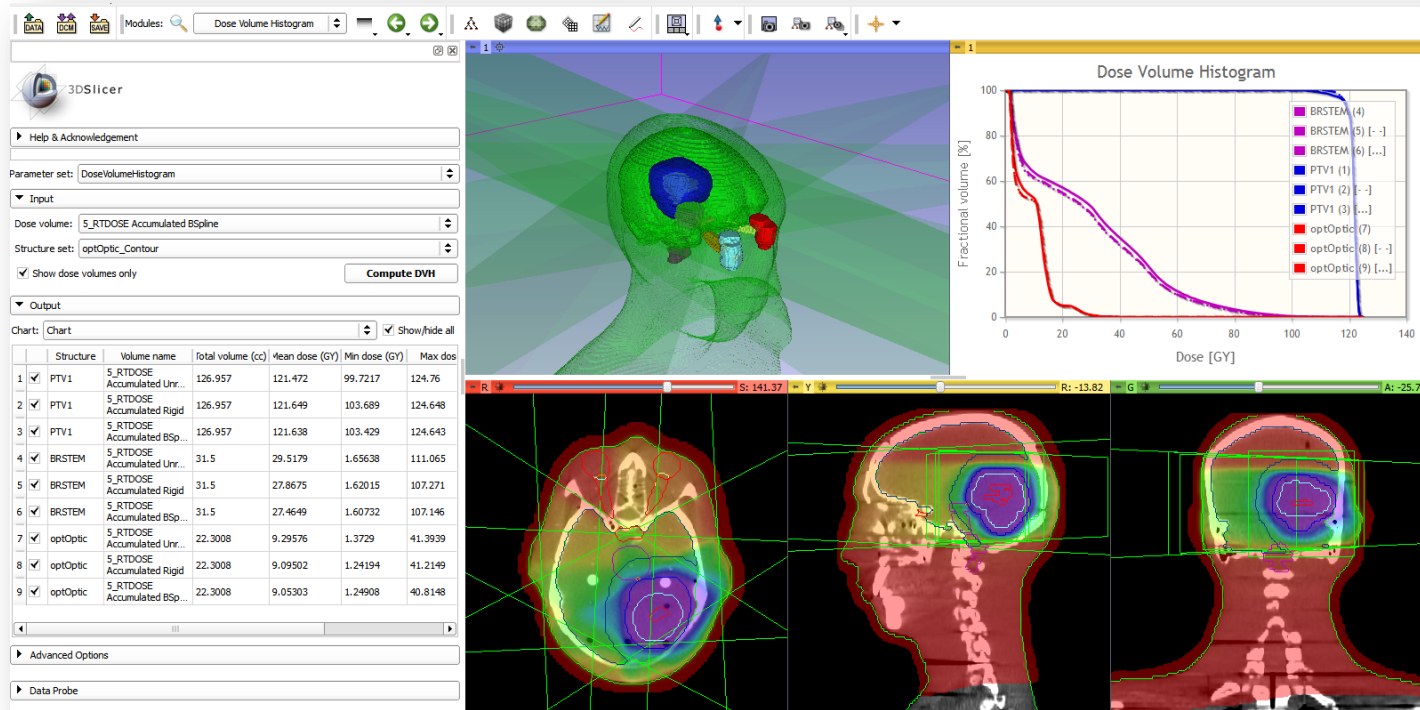 DATA
DCM
SAVE
Modules:
Dose Volume Histogram
3DSlicer
Help & Acknowledgement
Parameter set: DoseVolumeHistogram
Input
Dose volume: 5_RTDOSE Accumulated BSpline
Structure set: optOptic_Contour
Show dose volumes only
Compute DVH
Output
Chart: Chart
Show/hide all
Structure Volume name Total volume (cc) Mean dose (GY) Min dose (GY) Max dos
1 PTV1 5_RTDOSE Accumulated Unr... 126.957 121.472 99.7217 124.76
2 PTV1 5_RTDOSE Accumulated Rigid 126.957 121.649 103.689 124.648
3 PTV1 5_RTDOSE Accumulated BSp... 126.957 121.638 103.429 124.643
4 BRSTEM 5_RTDOSE Accumulated Unr... 31.5 29.5179 1.65638 111.065
5 BRSTEM 5_RTDOSE Accumulated Rigid 31.5 27.8675 1.62015 107.271
6 BRSTEM 5_RTDOSE Accumulated BSp... 31.5 27.4649 1.60732 107.146
7 optOptic 5_RTDOSE Accumulated Unr... 22.3008 9.29576 1.3729 41.3939
8 optOptic 5_RTDOSE Accumulated Rigid 22.3008 9.09502 1.24194 41.2149
9 optOptic 5_RTDOSE Accumulated BSp... 22.3008 9.05303 1.24908 40.8148
Advanced Options
Data Probe
1
1
Dose Volume Histogram
Fractional volume [%]
100
80
60
40
20
0
0 20 40 60 80 100 120 140
Dose [GY]
BRSTEM (4)
BRSTEM (5) [- -]
BRSTEM (6) [...]
PTV1 (1)
PTV1 (2) [- -]
PTV1 (3) [...]
optOptic (7)
optOptic (8) [- -]
optOptic (9) [...]
R S: 141.37
Y R: -13.82
G A: -25.7